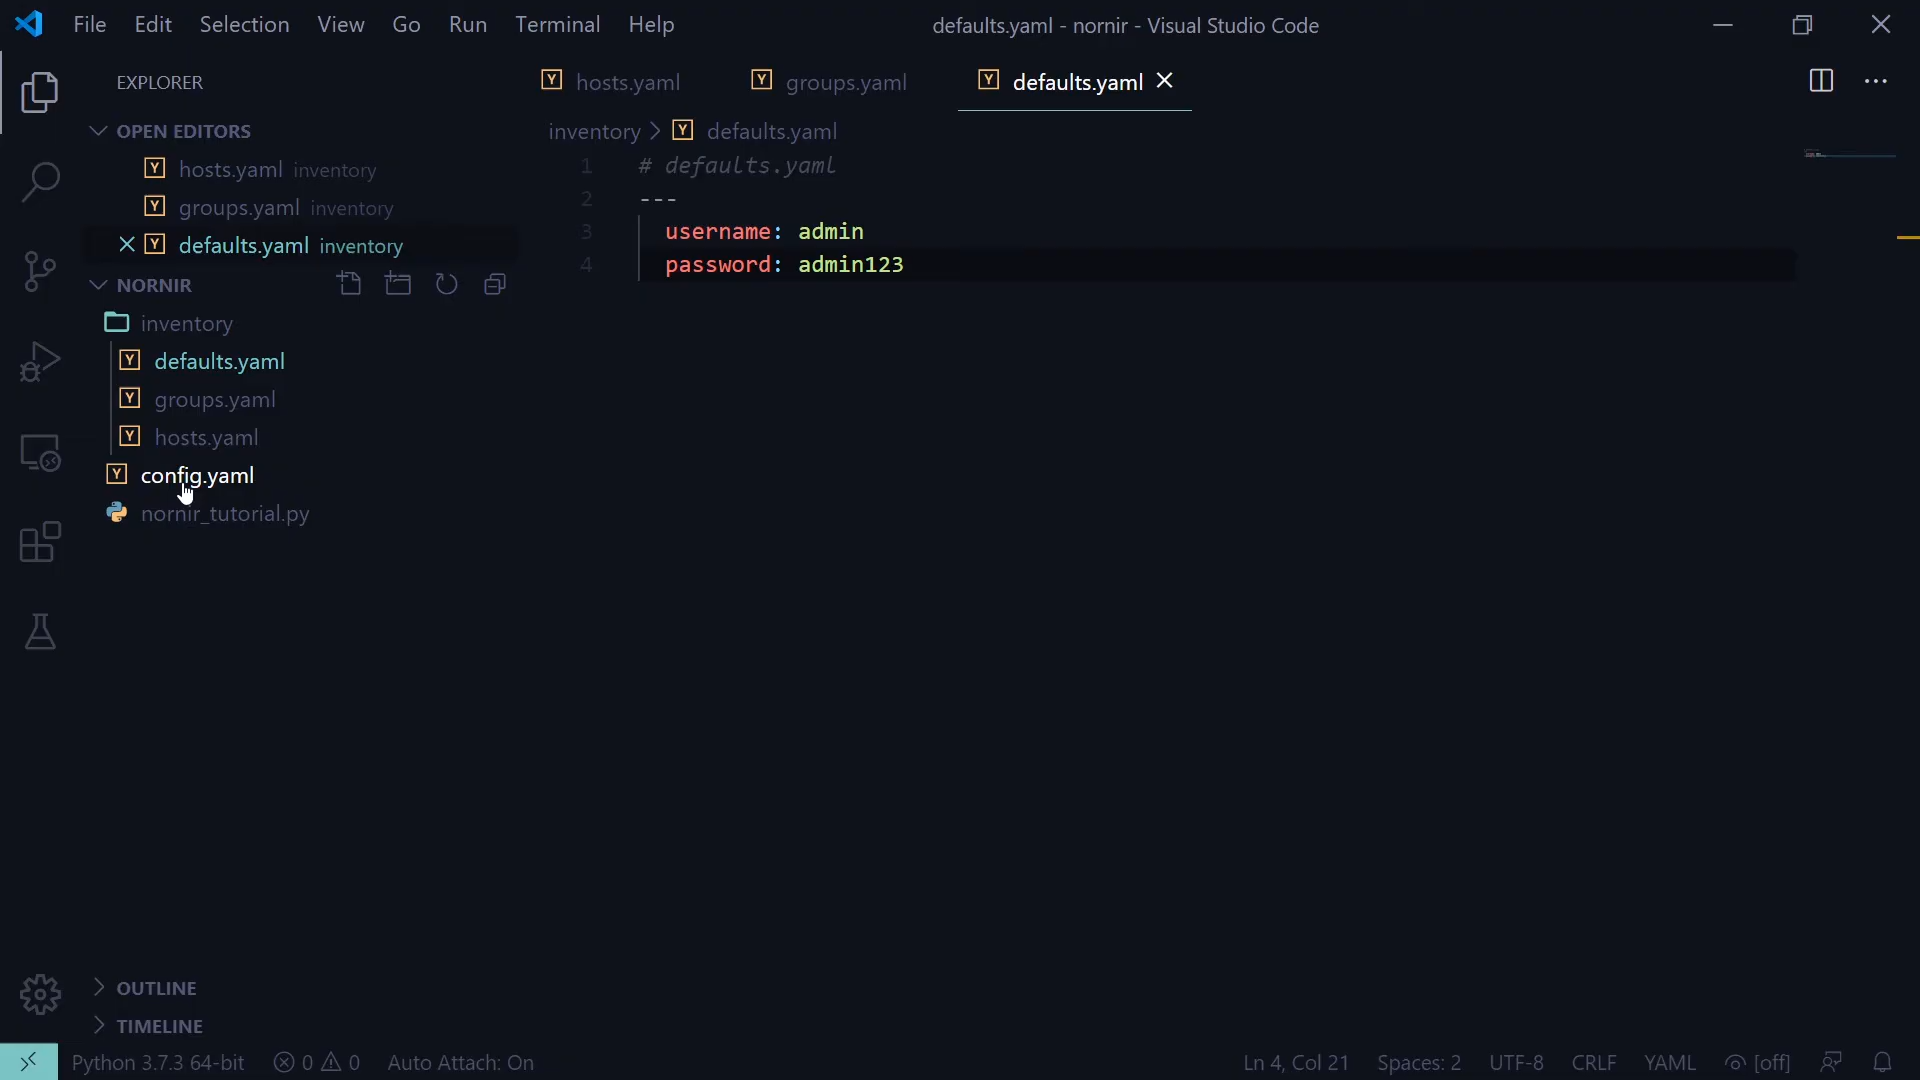 File Edit Selection View Go Run Terminal Help
defaults.yaml - nornir - Visual Studio Code
EXPLORER
OPEN EDITORS
hosts.yaml inventory
groups.yaml inventory
defaults.yaml inventory
NORNIR
inventory
defaults.yaml
groups.yaml
hosts.yaml
config.yaml
nornir_tutorial.py
OUTLINE
TIMELINE
hosts.yaml groups.yaml defaults.yaml
inventory > defaults.yaml
1 # defaults.yaml
2 ---
3 username: admin
4 password: admin123
Python 3.7.3 64-bit 0 0 Auto Attach: On Ln 4, Col 21 Spaces: 2 UTF-8 CRLF YAML [off]